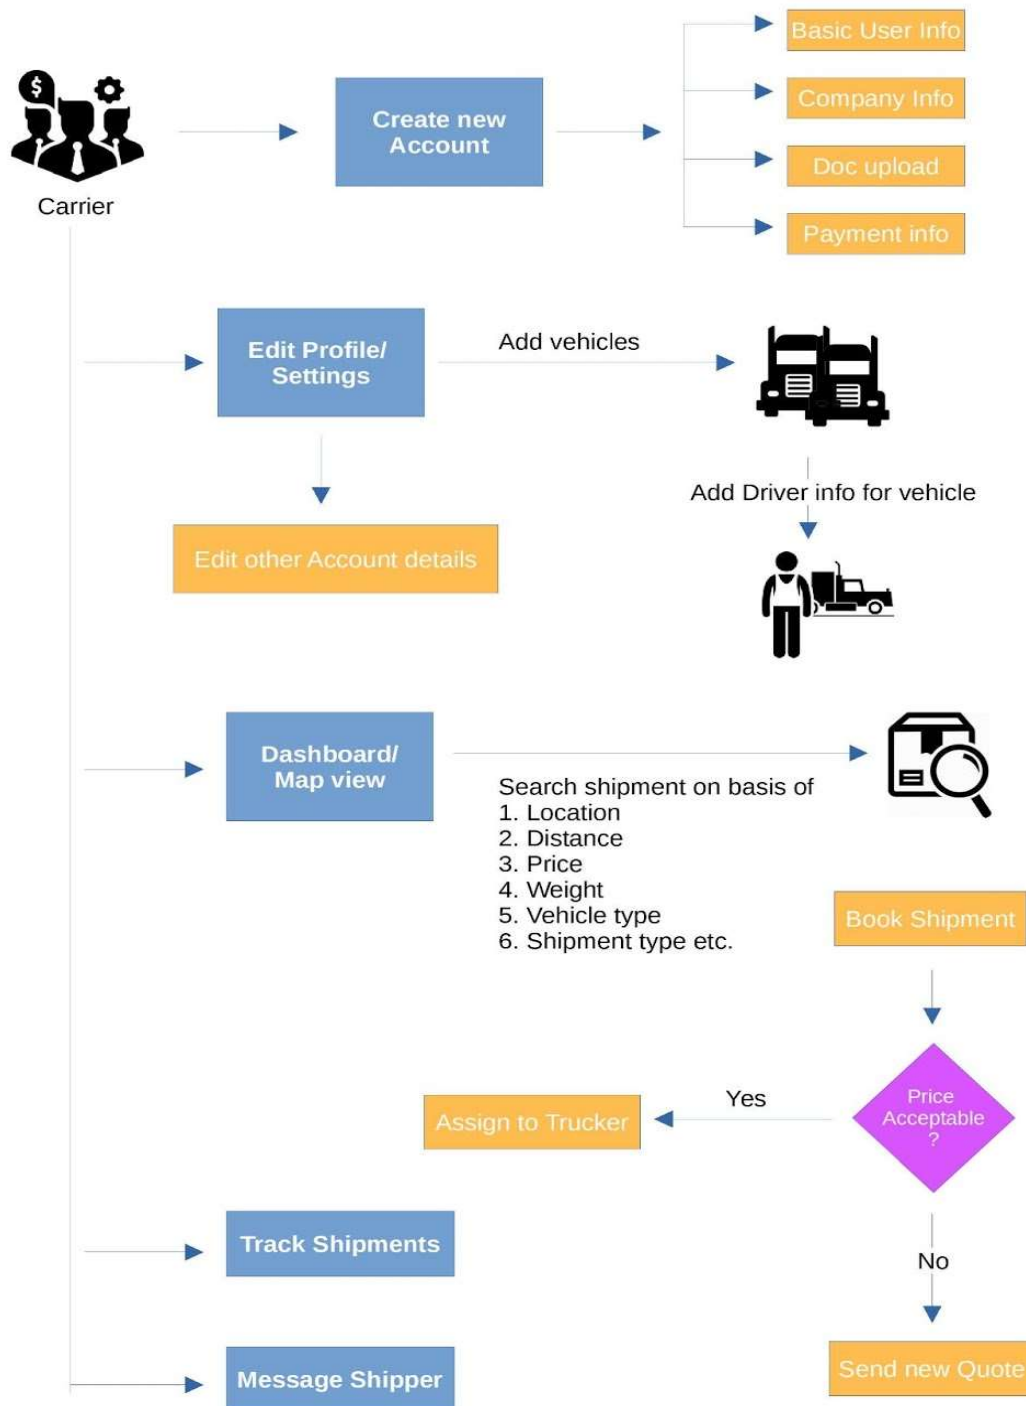 $
Carrier
Create new
Account
Basic User Info
Company Info
Doc upload
Payment info
Edit Profile/
Settings
Add vehicles
Add Driver info for vehicle
Edit other Account details
Dashboard/
Map view
Search shipment on basis of
1. Location
2. Distance
3. Price
4. Weight
5. Vehicle type
6. Shipment type etc.
Book Shipment
Price
Acceptable
?
Yes
Assign to Trucker
No
Send new Quote
Track Shipments
Message Shipper